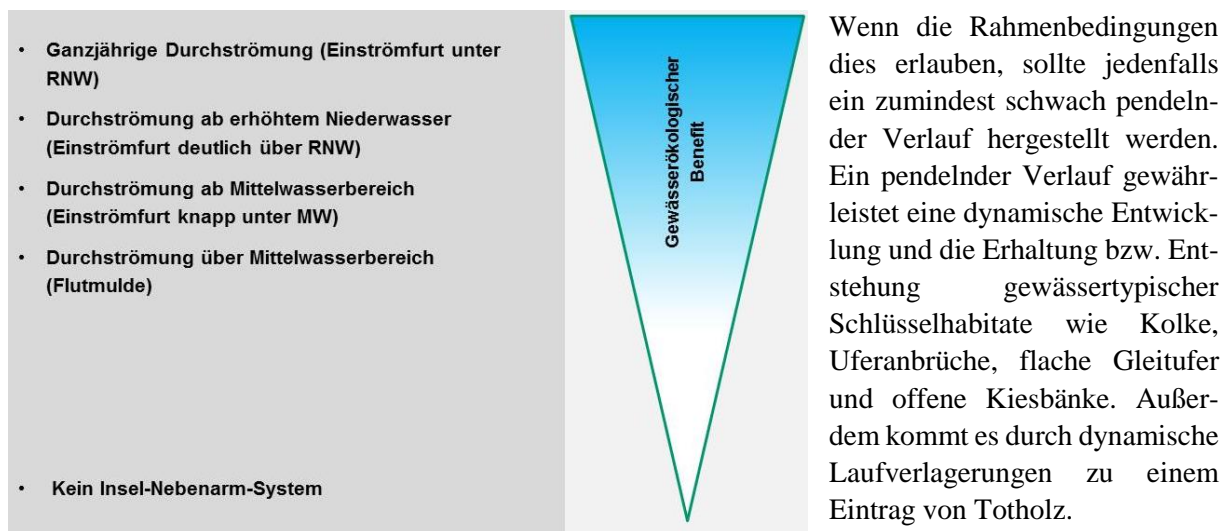 • Ganzjährige Durchströmung (Einströmfurt unter
RNW)
• Durchströmung ab erhöhtem Niederwasser
(Einströmfurt deutlich über RNW)
• Durchströmung ab Mittelwasserbereich
(Einströmfurt knapp unter MW)
• Durchströmung über Mittelwasserbereich
(Flutmulde)
• Kein Insel-Nebenarm-System
Gewässerökologischer
Benefit
Wenn die Rahmenbedingungen
dies erlauben, sollte jedenfalls
ein zumindest schwach pendeln-
der Verlauf hergestellt werden.
Ein pendelnder Verlauf gewähr-
leistet eine dynamische Entwick-
lung und die Erhaltung bzw. Ent-
stehung gewässertypischer
Schlüsselhabitate wie Kolke,
Uferanbrüche, flache Gleitufer
und offene Kiesbänke. Außer-
dem kommt es durch dynamische
Laufverlagerungen zu einem
Eintrag von Totholz.